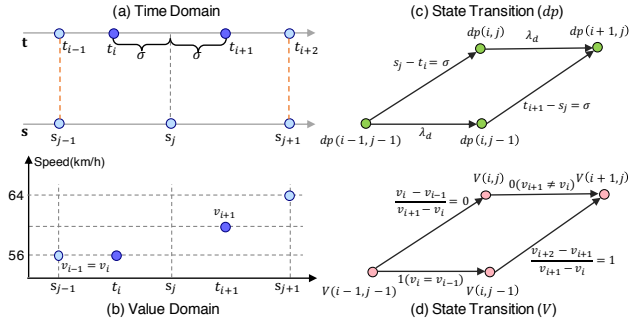 (a) Time Domain
t
t_{i-1} t_i t_{i+1} t_{i+2}
σ σ
s
s_{j-1} s_j s_{j+1}
Speed(km/h)
64
v_{i+1}
56
v_{i-1} = v_i
s_{j-1} t_i s_j t_{i+1} s_{j+1}
(b) Value Domain
(c) State Transition (dp)
dp(i,j) λ_d dp(i+1,j)
s_j − t_i = σ
t_{i+1} − s_j = σ
dp(i−1,j−1) λ_d dp(i,j−1)
V(i,j) 0(v_{i+1} ≠ v_i) V(i+1,j)
\frac{v_i − v_{i-1}}{v_{i+1} − v_i} = 0
\frac{v_{i+2} − v_{i+1}}{v_{i+1} − v_i} = 1
1(v_i = v_{i-1})
V(i−1,j−1) V(i,j−1)
(d) State Transition (V)